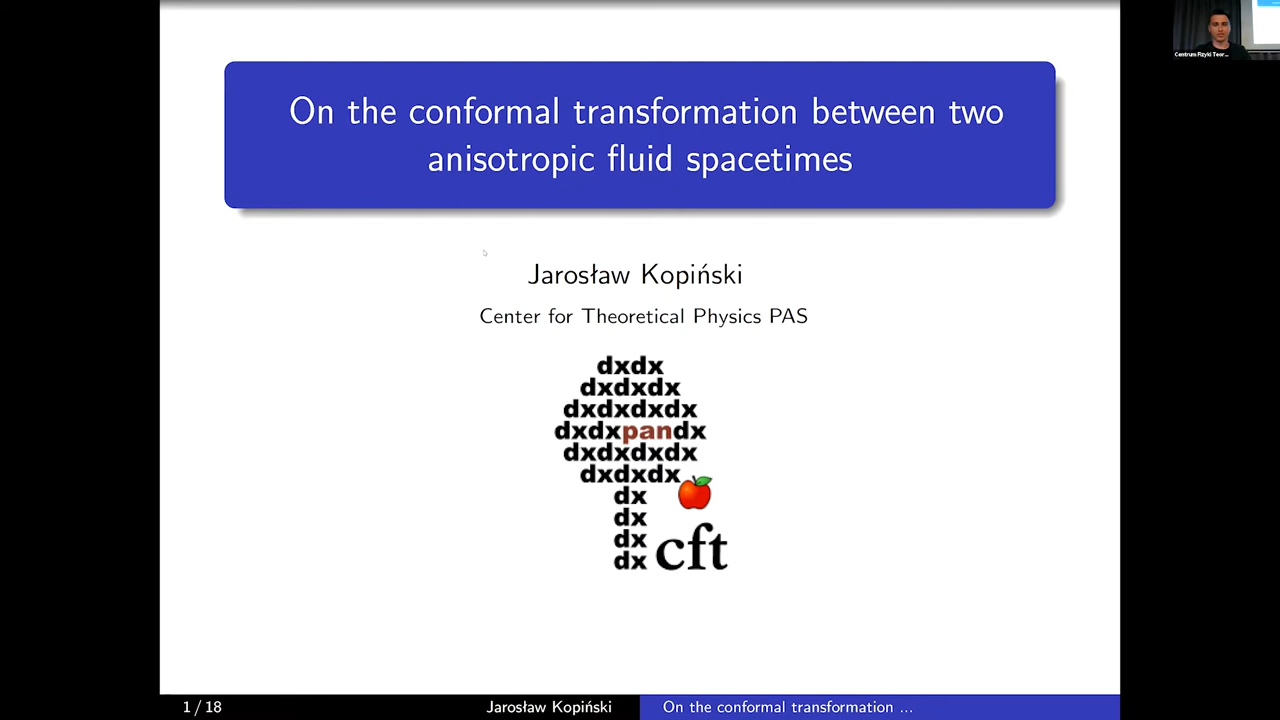 On the conformal transformation between two
anisotropic fluid spacetimes
Jarosław Kopiński
Center for Theoretical Physics PAS
dxdx
dxdxdx
dxdxdxdx
dxdxpandx
dxdxdxdx
dxdxdx
dx
dx
dx
dx cft
1 / 18
Jarosław Kopiński
On the conformal transformation ...
Centrum Fizyki Teor...